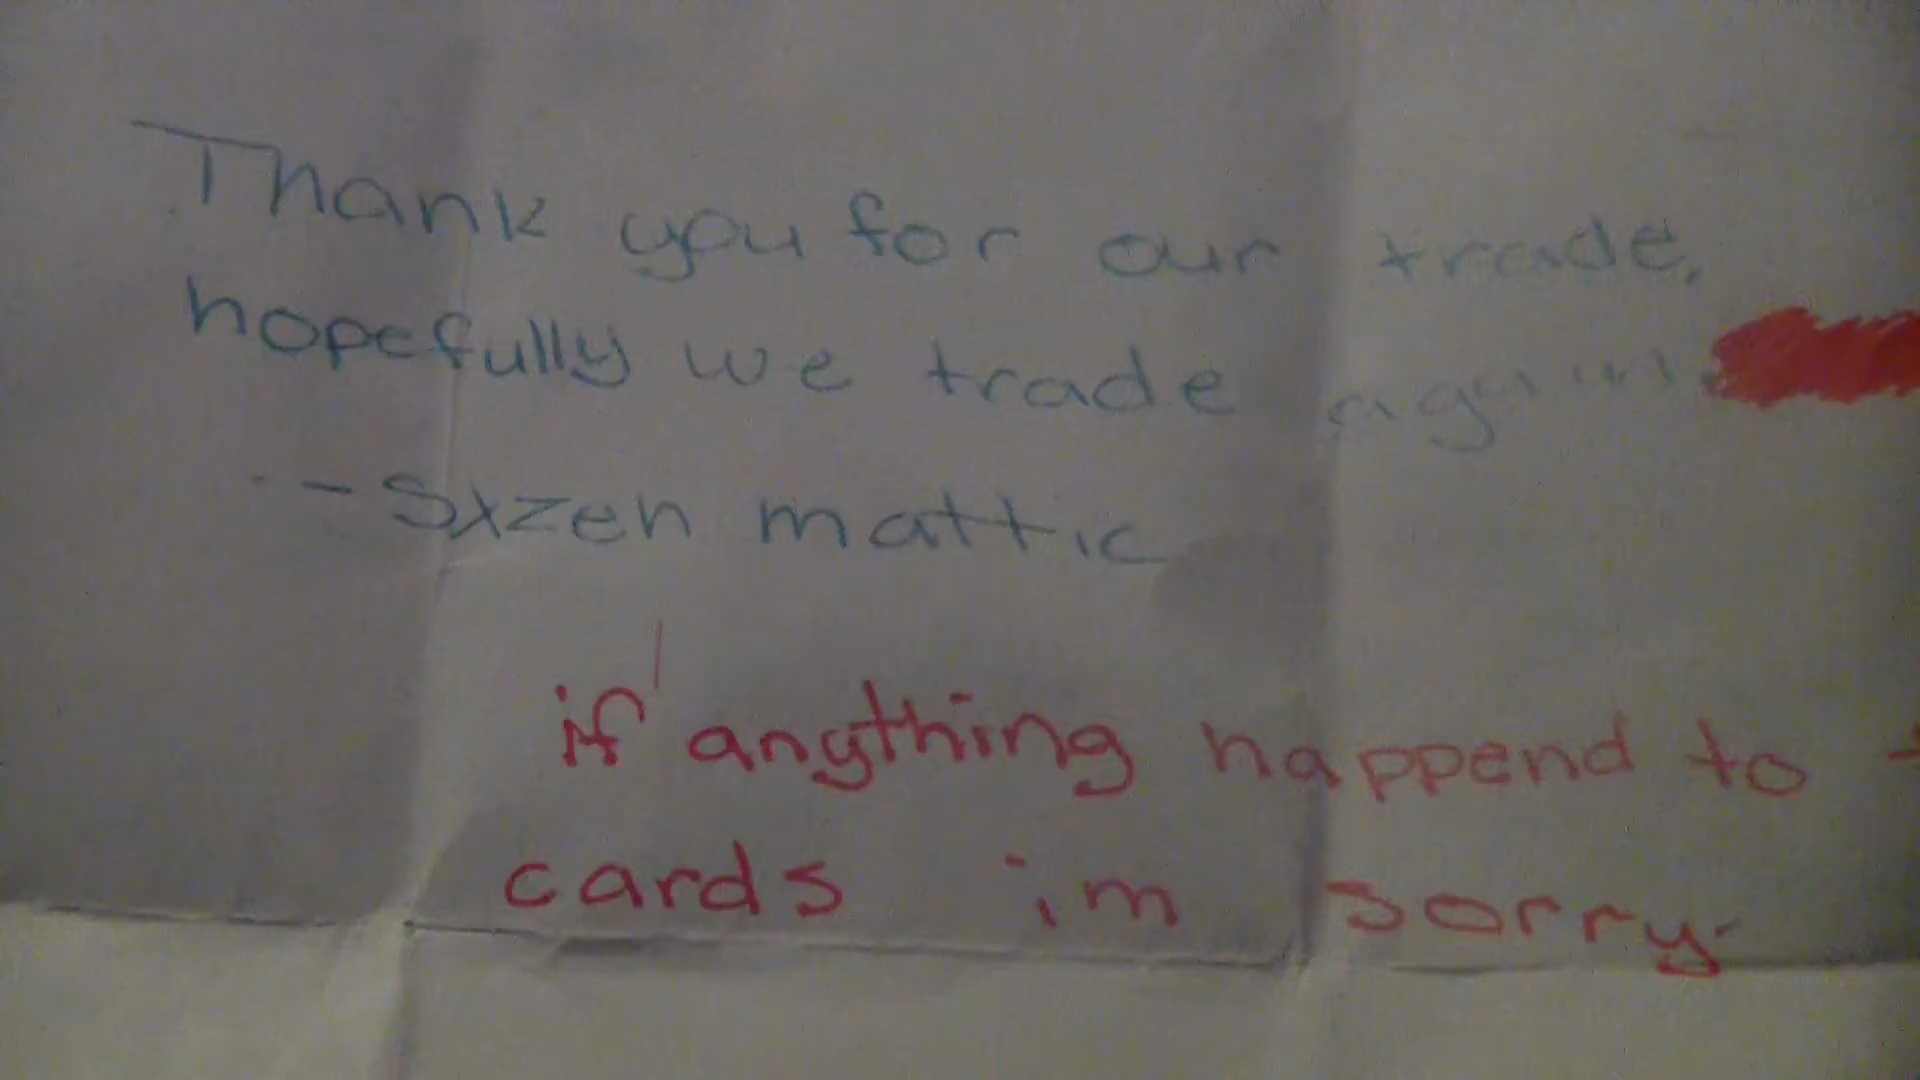 Thank you for our trade,
hopefully we trade again
- Sxzen mattic
if anything happend to
cards im sorry.